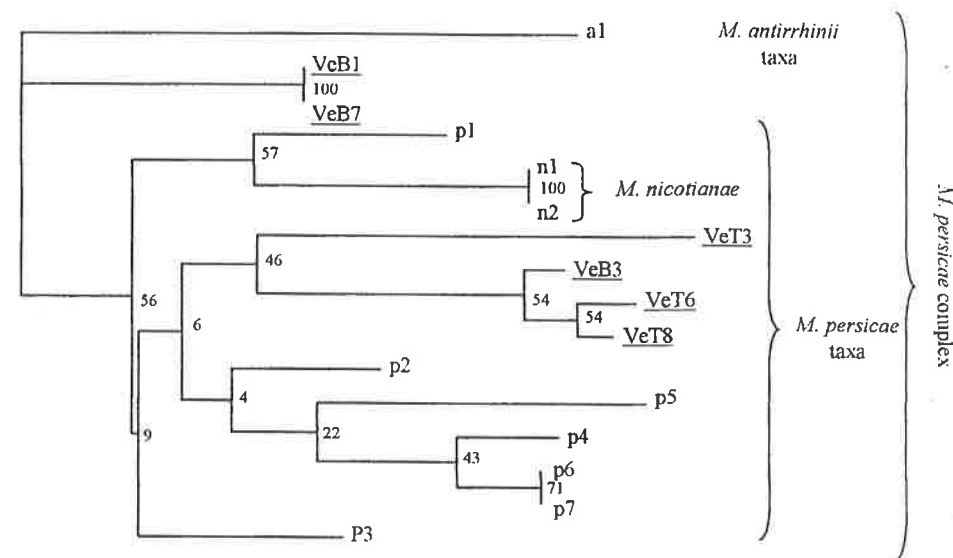 a1
M. antirrhinii
taxa
VeB1
100
VeB7
p1
57
n1
100
n2
M. nicotianae
VeT3
46
VeB3
54
VeT6
54
VeT8
56
6
p2
4
p5
22
p4
43
p6
71
p7
9
P3
M. persicae
taxa
M. persicae complex